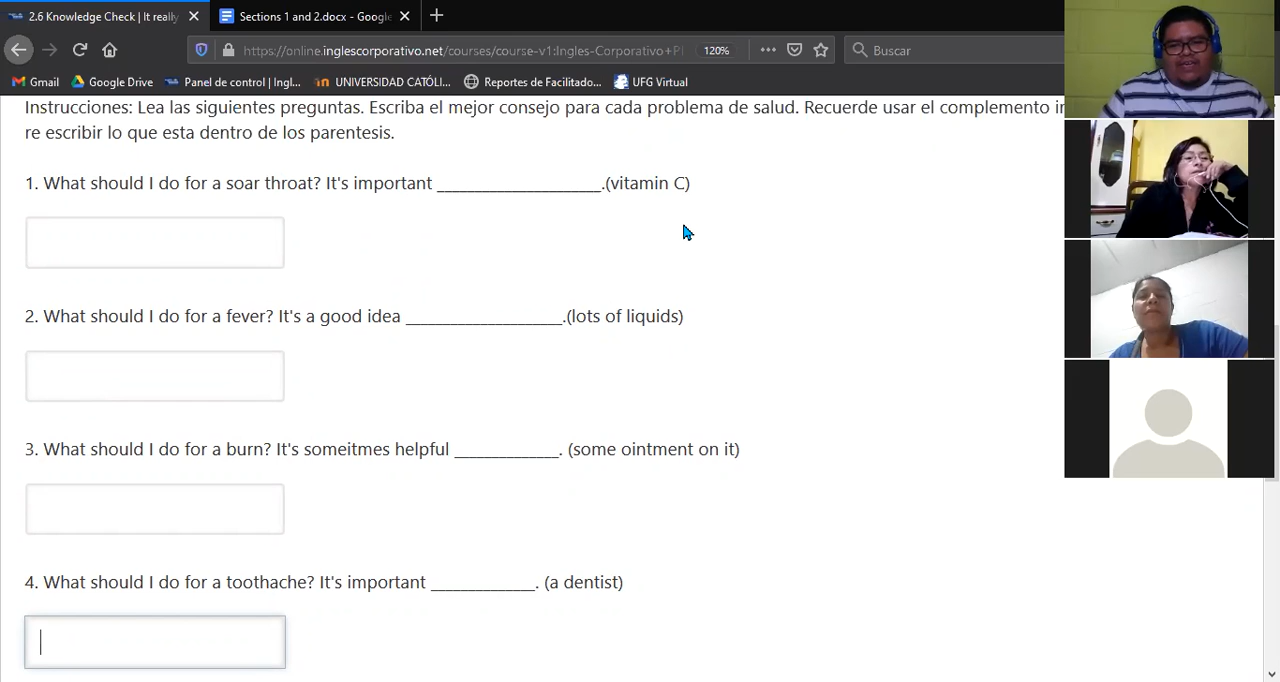 2.6 Knowledge Check | It really
Sections 1 and 2.docx - Google
https://online.inglescorporativo.net/courses/course-v1:Ingles-Corporativo+P
120%
Buscar
Gmail
Google Drive
Panel de control | Ingl...
UNIVERSIDAD CATÓLI...
Reportes de Facilitado...
UFG Virtual
Instrucciones: Lea las siguientes preguntas. Escriba el mejor consejo para cada problema de salud. Recuerde usar el complemento
re escribir lo que esta dentro de los parentesis.
1. What should I do for a soar throat? It's important __________________.(vitamin C)
2. What should I do for a fever? It's a good idea _________________.(lots of liquids)
3. What should I do for a burn? It's someitmes helpful ____________. (some ointment on it)
4. What should I do for a toothache? It's important ____________. (a dentist)